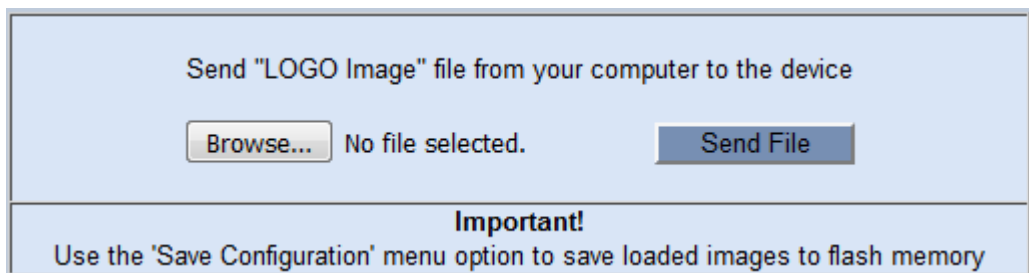 Send "LOGO Image" file from your computer to the device
Browse... No file selected. Send File
Important!
Use the 'Save Configuration' menu option to save loaded images to flash memory